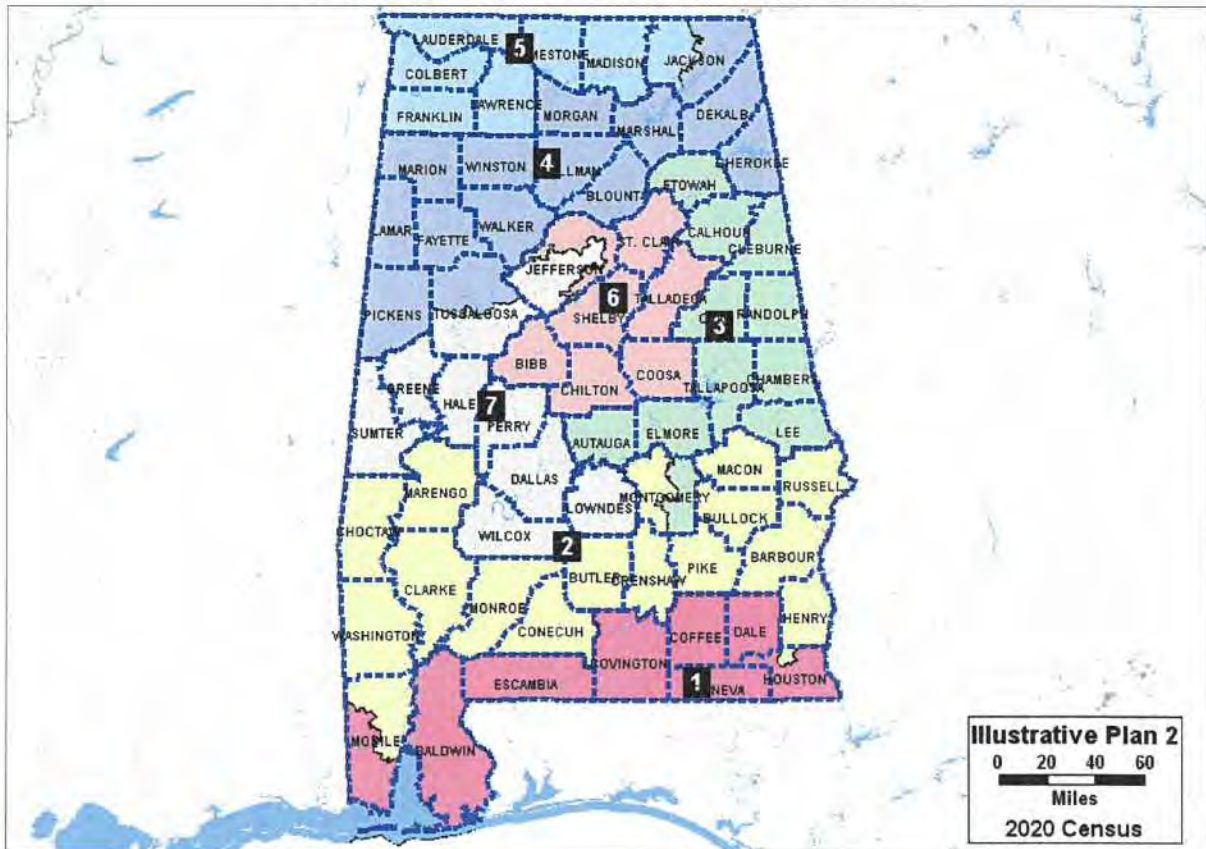 LAUDERDALE
5
MESTONE
MADISON
JACKSON
COLBERT
FRANKLIN
AWRENCE
MORGAN
MARSHAL
DEKALB
CHEROKEE
MARION
WINSTON
4
LLMAN
BLOUNT
ETOWAH
LAMAR
FAYETTE
WALKER
ST. CLAIR
CALHOUN
CLEBURNE
JEFFERSON
PICKENS
TUSCALOOSA
6
SHELBY
TALLADEGA
C
3
RANDOLPH
BIBB
CHILTON
COOSA
TALLAPOOSA
CHAMBERS
GREENE
HALE
7
PERRY
SUMTER
AUTAUGA
ELMORE
LEE
MARENGO
DALLAS
LOWNDES
MONTGOMERY
MACON
RUSSELL
BULLOCK
CHOCTAW
WILCOX
2
BUTLER
CRENSHAW
PIKE
BARBOUR
CLARKE
MONROE
CONECUH
HENRY
WASHINGTON
COFFEE
DALE
OVINGTON
ESCAMBIA
1
NEVA
HOUSTON
MOBILE
BALDWIN
Illustrative Plan 2
0 20 40 60
Miles
2020 Census